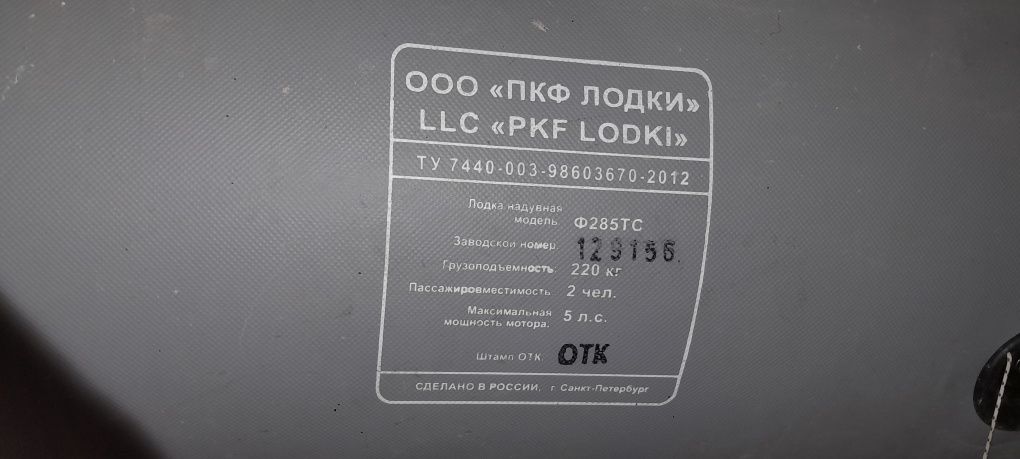 ООО «ПКФ ЛОДКИ»
LLC «PKF LODKI»
ТУ 7440-003-98603670-2012
Лодка надувная
модель: Ф285ТС
Заводской номер: 129156.
Грузоподъемность: 220 кг
Пассажировместимость: 2 чел.
Максимальная
мощность мотора: 5 л.с.
Штамп ОТК: ОТК
СДЕЛАНО В РОССИИ, г. Санкт-Петербург